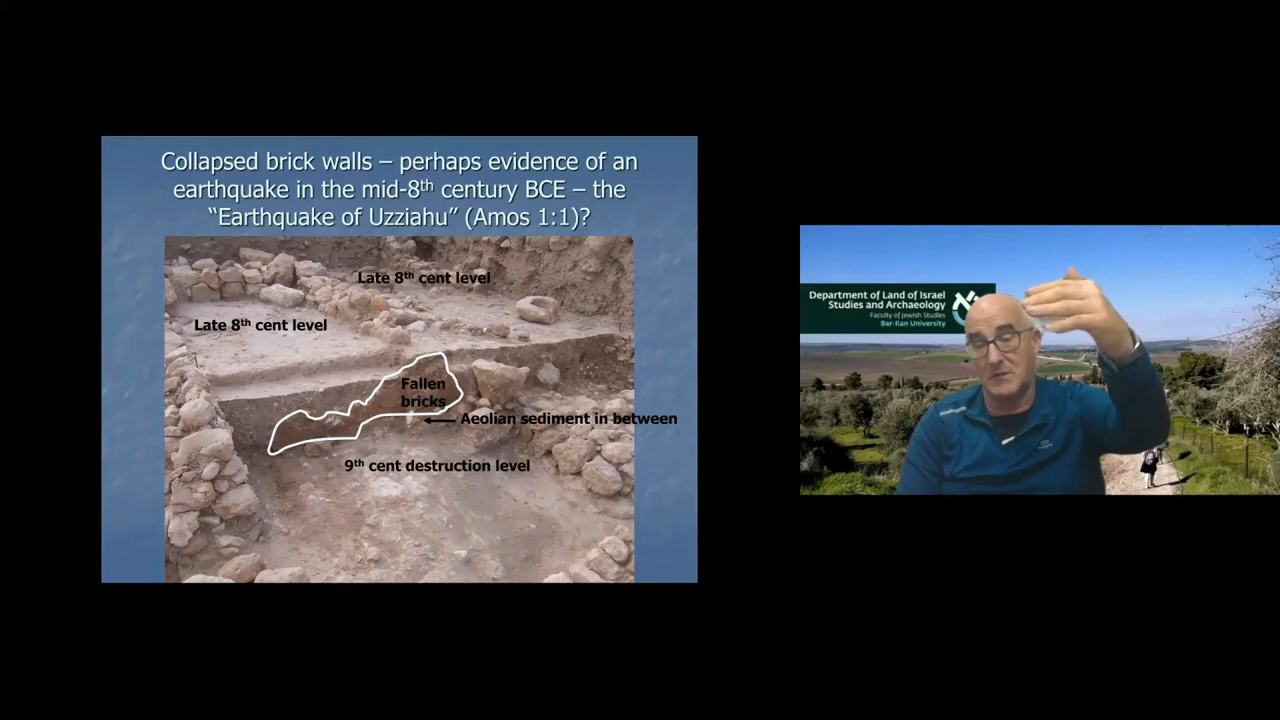 Collapsed brick walls – perhaps evidence of an
earthquake in the mid-8th century BCE – the
“Earthquake of Uzziahu” (Amos 1:1)?
Late 8th cent level
Late 8th cent level
Fallen
bricks
Aeolian sediment in between
9th cent destruction level
Department of Land of Israel
Studies and Archaeology
Faculty of Jewish Studies
Bar-Ilan University